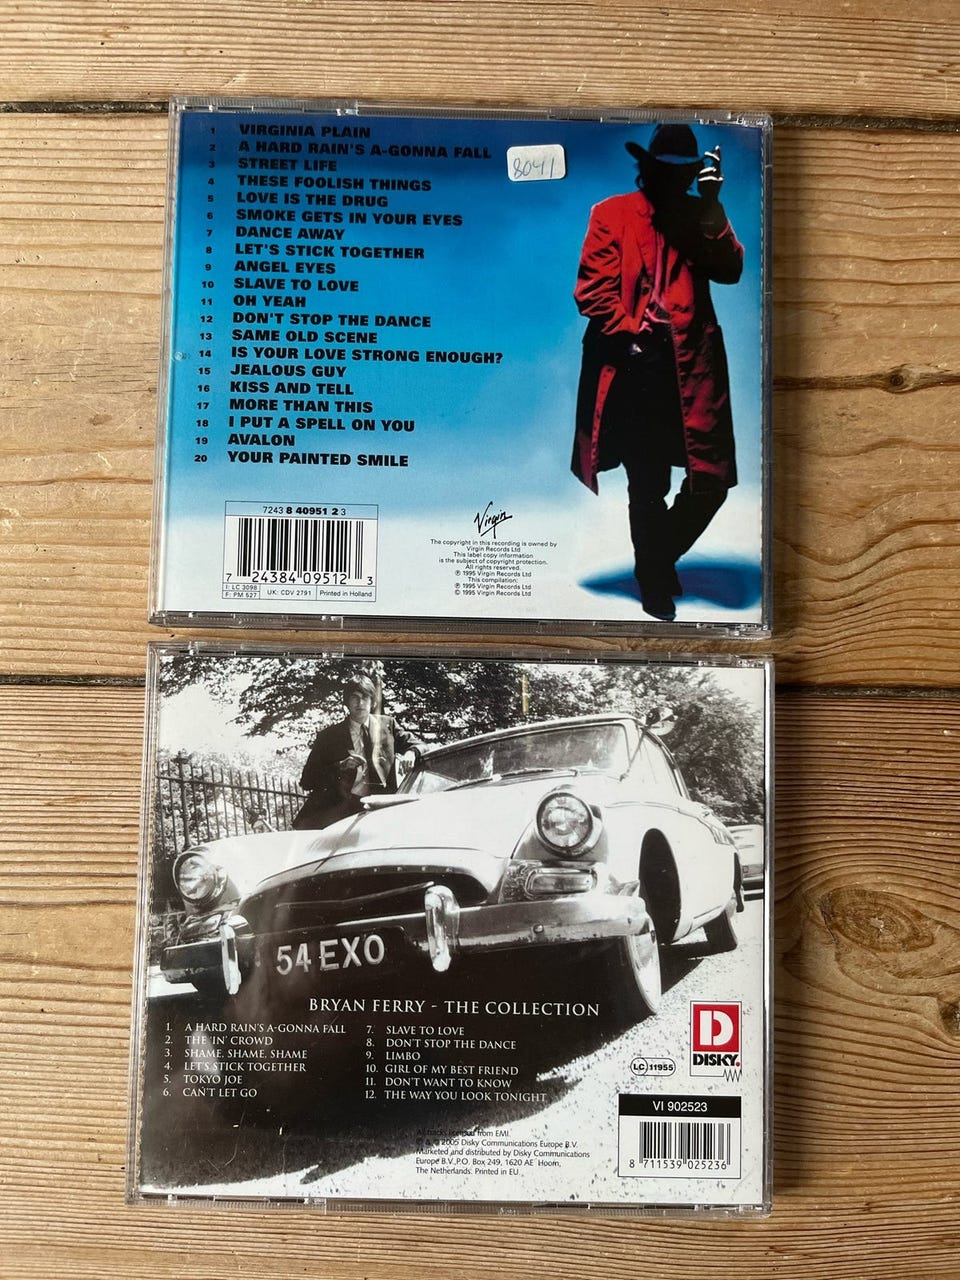 1 VIRGINIA PLAIN
2 A HARD RAIN'S A-GONNA FALL
3 STREET LIFE
4 THESE FOOLISH THINGS
5 LOVE IS THE DRUG
6 SMOKE GETS IN YOUR EYES
7 DANCE AWAY
8 LET'S STICK TOGETHER
9 ANGEL EYES
10 SLAVE TO LOVE
11 OH YEAH
12 DON'T STOP THE DANCE
13 SAME OLD SCENE
14 IS YOUR LOVE STRONG ENOUGH?
15 JEALOUS GUY
16 KISS AND TELL
17 MORE THAN THIS
18 I PUT A SPELL ON YOU
19 AVALON
20 YOUR PAINTED SMILE
8041
7243 8 40951 2 3
7 24384 09512 3
LC 3098
F: PM 527
UK: CDV 2791
Printed in Holland
Virgin
The copyright in this recording is owned by
Virgin Records Ltd
This label copy information
is the subject of copyright protection.
All rights reserved.
℗ 1995 Virgin Records Ltd
This compilation:
℗ 1995 Virgin Records Ltd
© 1995 Virgin Records Ltd
54 EXO
BRYAN FERRY - THE COLLECTION
1. A HARD RAIN'S A-GONNA FALL
2. THE 'IN' CROWD
3. SHAME, SHAME, SHAME
4. LET'S STICK TOGETHER
5. TOKYO JOE
6. CAN'T LET GO
7. SLAVE TO LOVE
8. DON'T STOP THE DANCE
9. LIMBO
10. GIRL OF MY BEST FRIEND
11. DON'T WANT TO KNOW
12. THE WAY YOU LOOK TONIGHT
All tracks licensed from EMI.
2005 Disky Communications Europe B.V.
Marketed and distributed by Disky Communications
Europe B.V., P.O. Box 249, 1620 AE Hoorn,
The Netherlands. Printed in EU
D
DISKY.
LC 11955
VI 902523
8 711539 025236